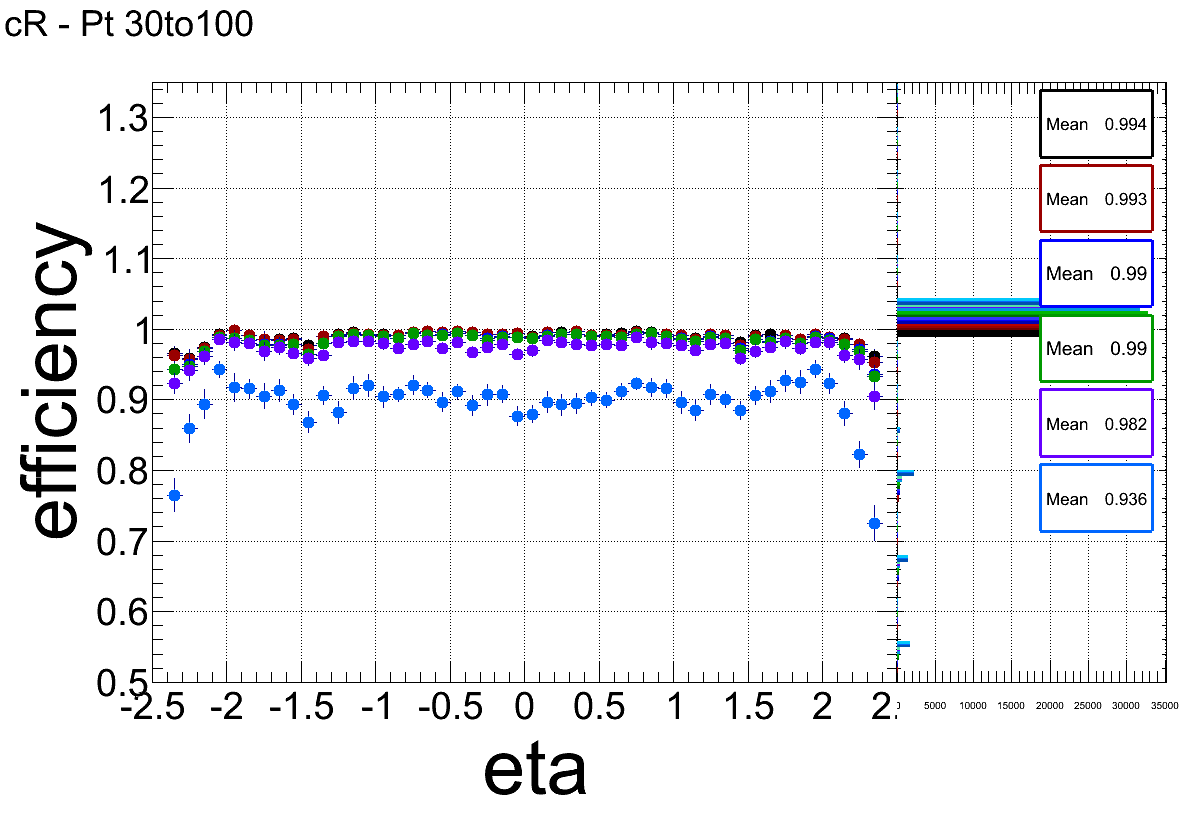 cR - Pt 30to100
efficiency
1.3
1.2
1.1
1
0.9
0.8
0.7
0.6
0.5
-2.5 -2 -1.5 -1 -0.5 0 0.5 1 1.5 2 2.
eta
5000 10000 15000 20000 25000 30000 35000
Mean 0.994
Mean 0.993
Mean 0.99
Mean 0.99
Mean 0.982
Mean 0.936